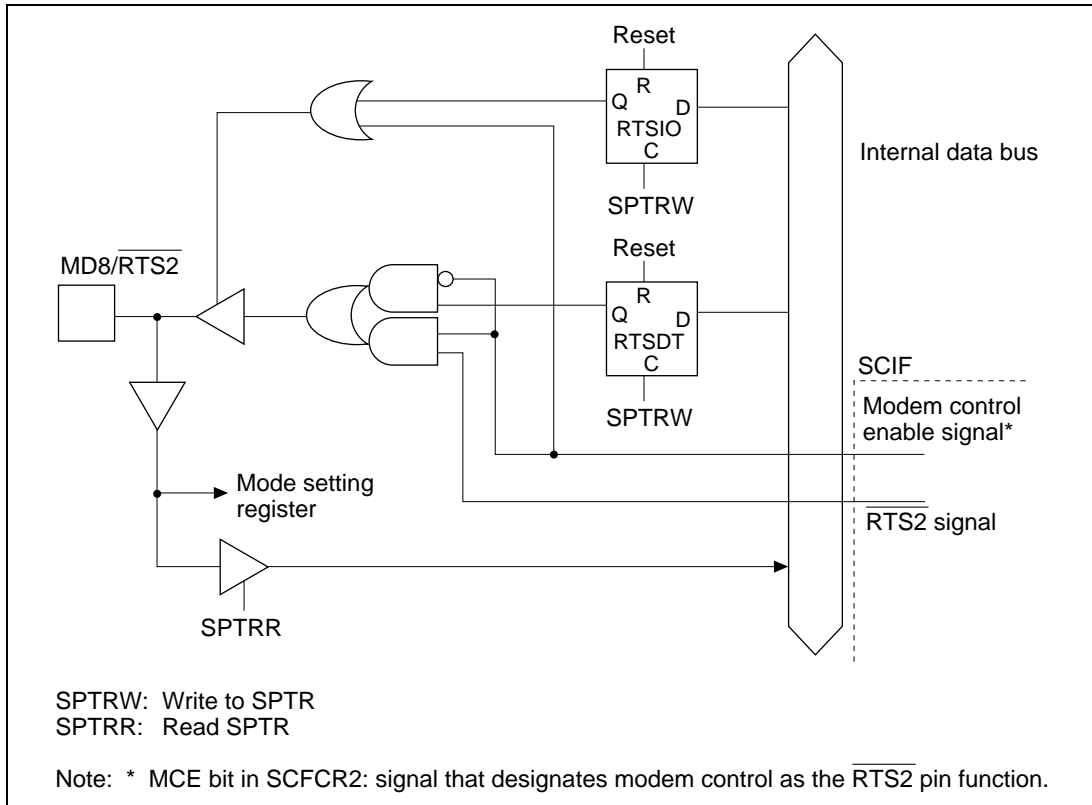 Reset
R
Q
D
RTSIO
C
SPTRW
Internal data bus
Reset
MD8/RTS2
R
Q
D
RTSDT
C
SPTRW
SCIF
Modem control
enable signal*
Mode setting
register
RTS2 signal
SPTRR
SPTRW: Write to SPTR
SPTRR: Read SPTR
Note: * MCE bit in SCFCR2: signal that designates modem control as the RTS2 pin function.